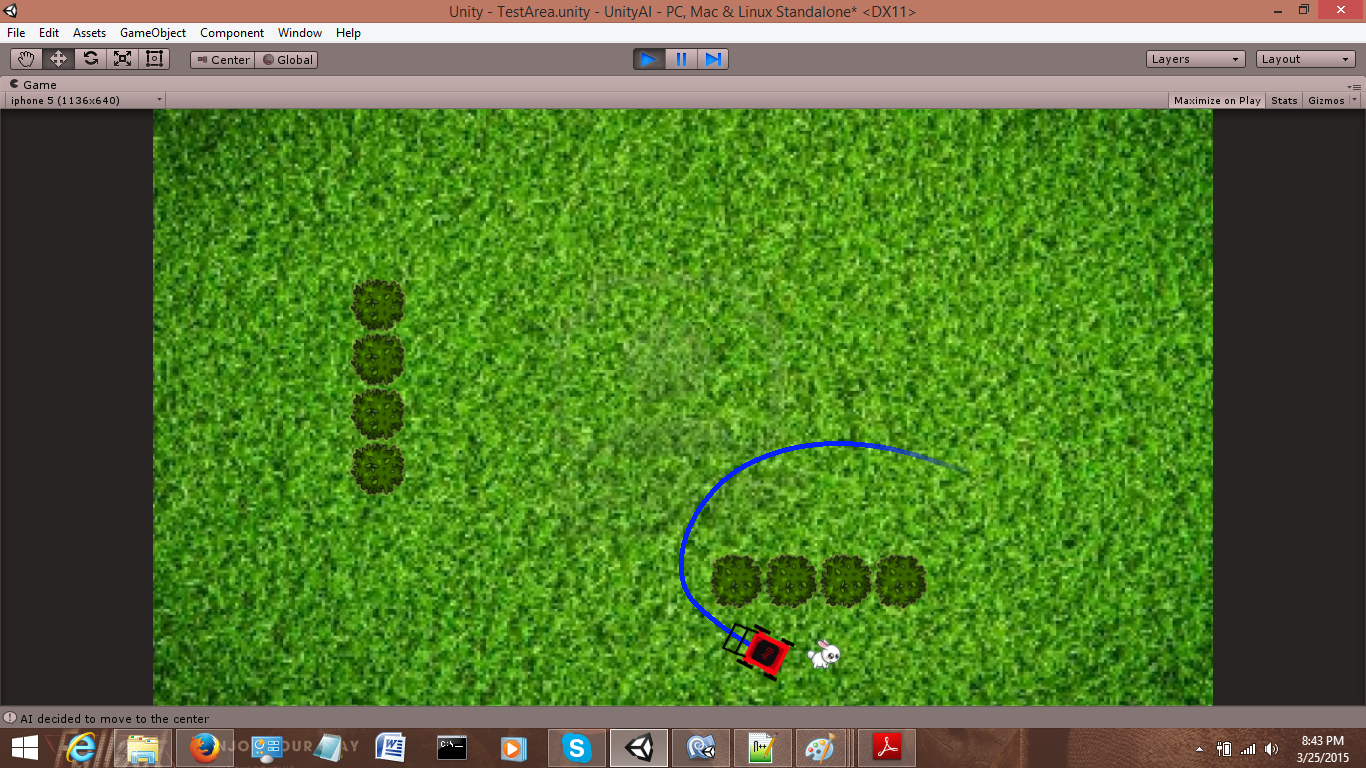 Unity - TestArea.unity - UnityAI - PC, Mac & Linux Standalone* <DX11>
File Edit Assets GameObject Component Window Help
Center Global Layers Layout
Game
iphone 5 (1136x640) Maximize on Play Stats Gizmos
AI decided to move to the center
8:43 PM
3/25/2015